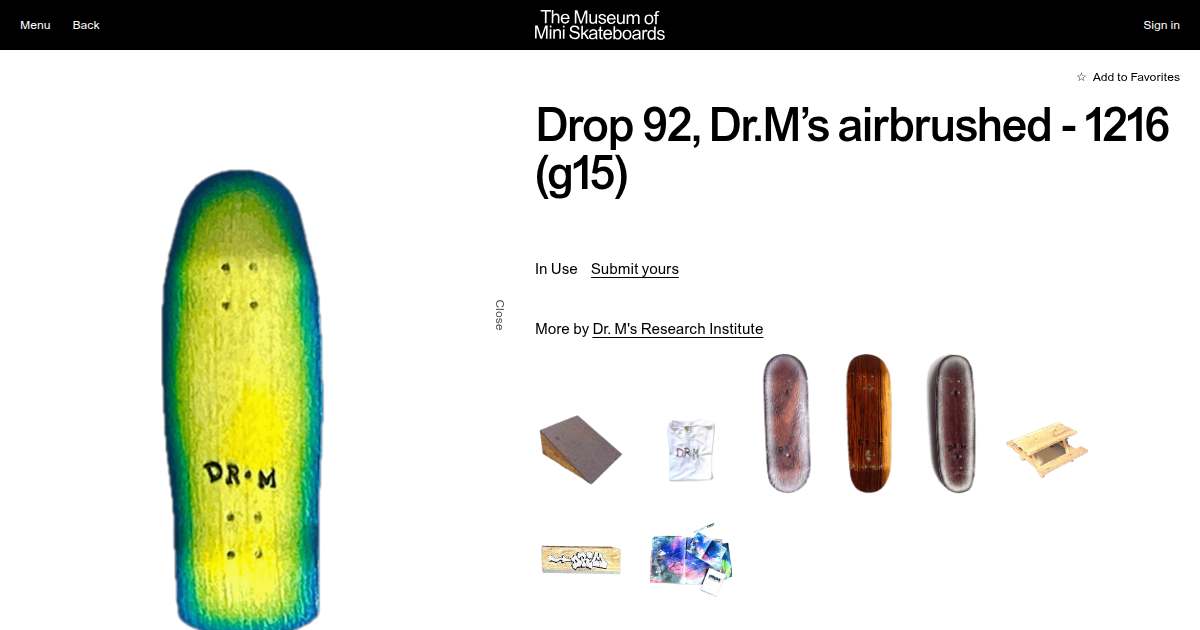 Menu
Back
The Museum of
Mini Skateboards
Sign in
☆ Add to Favorites
Drop 92, Dr.M’s airbrushed - 1216
(g15)
In Use
Submit yours
Close
More by Dr. M's Research Institute
DR•M
DR•M